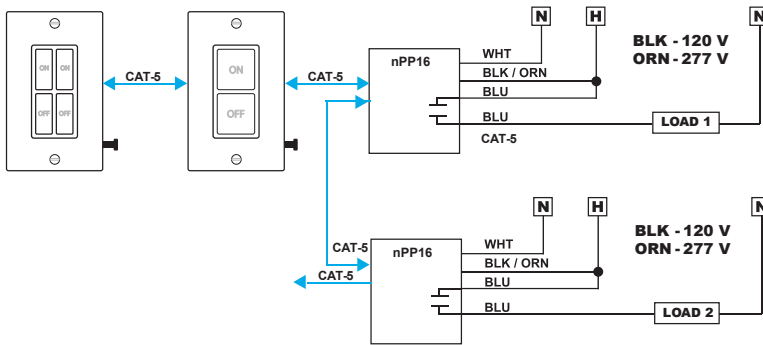 N H N
BLK - 120 V
ORN - 277 V
WHT
nPP16
BLK / ORN
BLU
BLU
CAT-5
LOAD 1
ON ON
OFF OFF
CAT-5
ON
OFF
CAT-5
N H N
BLK - 120 V
ORN - 277 V
CAT-5
CAT-5
nPP16
WHT
BLK / ORN
BLU
BLU
LOAD 2